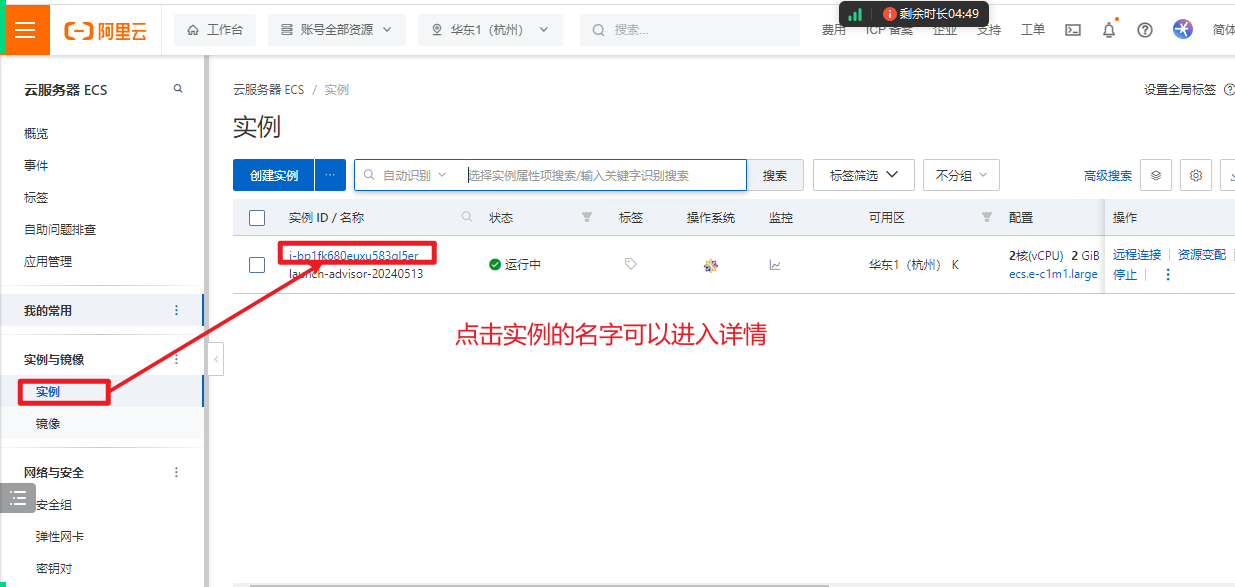 阿里云
工作台
账号全部资源
华东1（杭州）
搜索...
剩余时长04:49
费用
ICP 备案
企业
支持
工单
简体
云服务器 ECS
概览
事件
标签
自助问题排查
应用管理
我的常用
实例与镜像
实例
镜像
网络与安全
安全组
弹性网卡
密钥对
云服务器 ECS / 实例
设置全局标签
实例
创建实例
···
自动识别
选择实例属性项搜索/输入关键字识别搜索
搜索
标签筛选
不分组
高级搜索
实例 ID / 名称
状态
标签
操作系统
监控
可用区
配置
操作
launch-advisor-20240513
运行中
华东1（杭州） K
2核(vCPU) 2 GiB
ecs.e-c1m1.large
远程连接
资源变配
停止
点击实例的名字可以进入详情